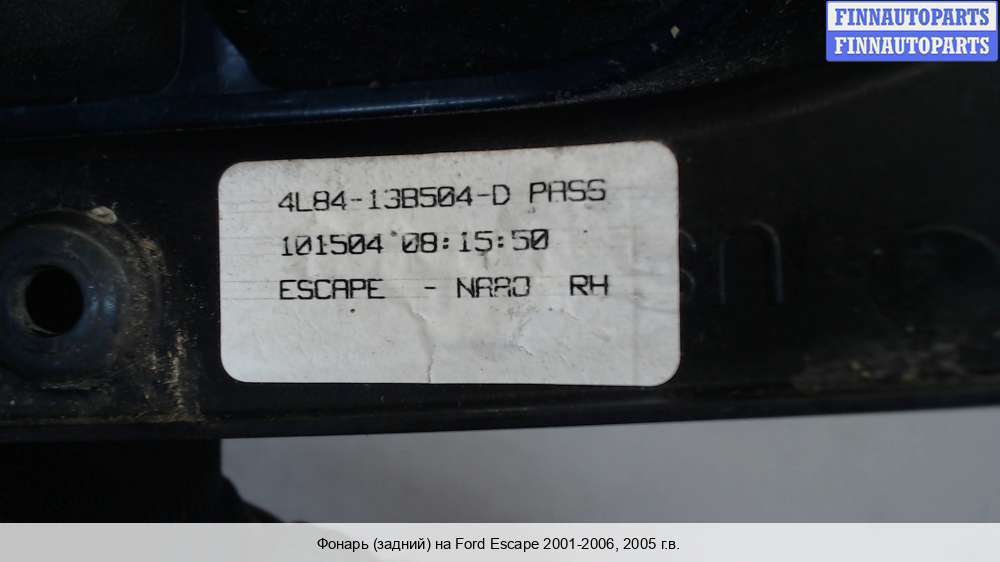 FINNAUTOPARTS
FINNAUTOPARTS
4L84-13B504-D PASS
101504 08:15:50
ESCAPE - NAAO RH
Фонарь (задний) на Ford Escape 2001-2006, 2005 г.в.